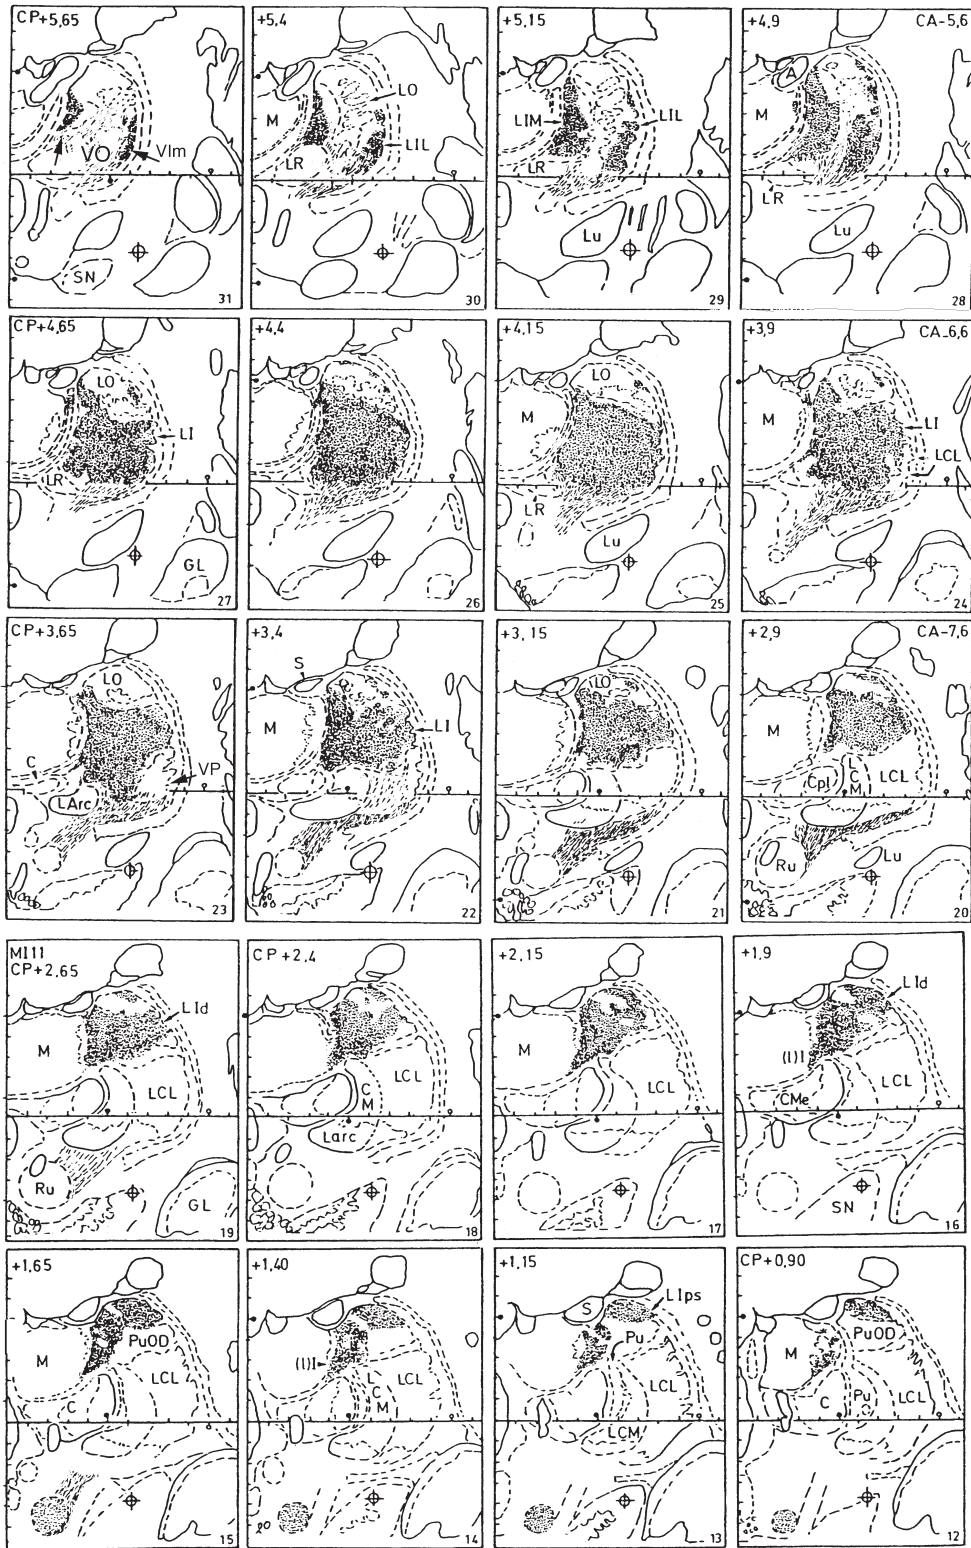 CP+5,65
VO
VIm
SN
31
+5,4
M
LO
LIL
LR
30
+5,15
LIM
LIL
LR
Lu
29
+4,9
CA-5,6
A
M
LR
Lu
28
CP+4,65
LO
LI
LR
GL
27
+4,4
26
+4,15
LO
M
LR
Lu
25
+3,9
CA-6,6
M
LI
LCL
24
CP+3,65
LO
C
VP
LArc
23
+3,4
S
M
LI
22
+3,15
LO
21
+2,9
CA-7,6
M
Cpl
L
C
M
LCL
Ru
Lu
20
MI11
CP+2,65
LId
M
LCL
Ru
GL
19
CP+2,4
C
M
LCL
Larc
18
+2,15
M
LCL
17
+1,9
LId
(I)I
CMe
LCL
SN
16
+1,65
M
PuOD
LCL
C
15
+1,40
(I)I
L
C
M
LCL
14
+1,15
S
LIps
Pu
LCL
LCM
13
CP+0,90
M
PuOD
C
Pu
LCL
12